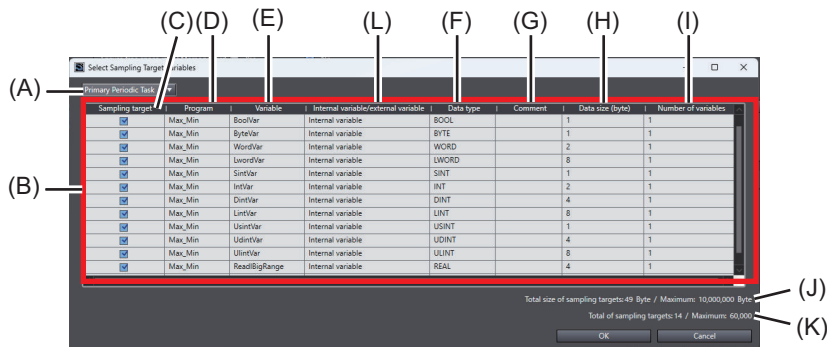 (C) (D) (E) (L) (F) (G) (H) (I)
Select Sampling Target Variables
(A)
Primary Periodic Task
Sampling target Program Variable Internal variable/external variable Data type Comment Data size (byte) Number of variables
Max_Min BoolVar Internal variable BOOL 1 1
Max_Min ByteVar Internal variable BYTE 1 1
Max_Min WordVar Internal variable WORD 2 1
Max_Min LwordVar Internal variable LWORD 8 1
Max_Min SintVar Internal variable SINT 1 1
(B)
Max_Min IntVar Internal variable INT 2 1
Max_Min DintVar Internal variable DINT 4 1
Max_Min LintVar Internal variable LINT 8 1
Max_Min UsintVar Internal variable USINT 1 1
Max_Min UdintVar Internal variable UDINT 4 1
Max_Min UlintVar Internal variable ULINT 8 1
Max_Min ReadlBigRange Internal variable REAL 4 1
Total size of sampling targets: 49 Byte / Maximum: 10,000,000 Byte
(J)
Total of sampling targets: 14 / Maximum: 60,000
(K)
OK Cancel